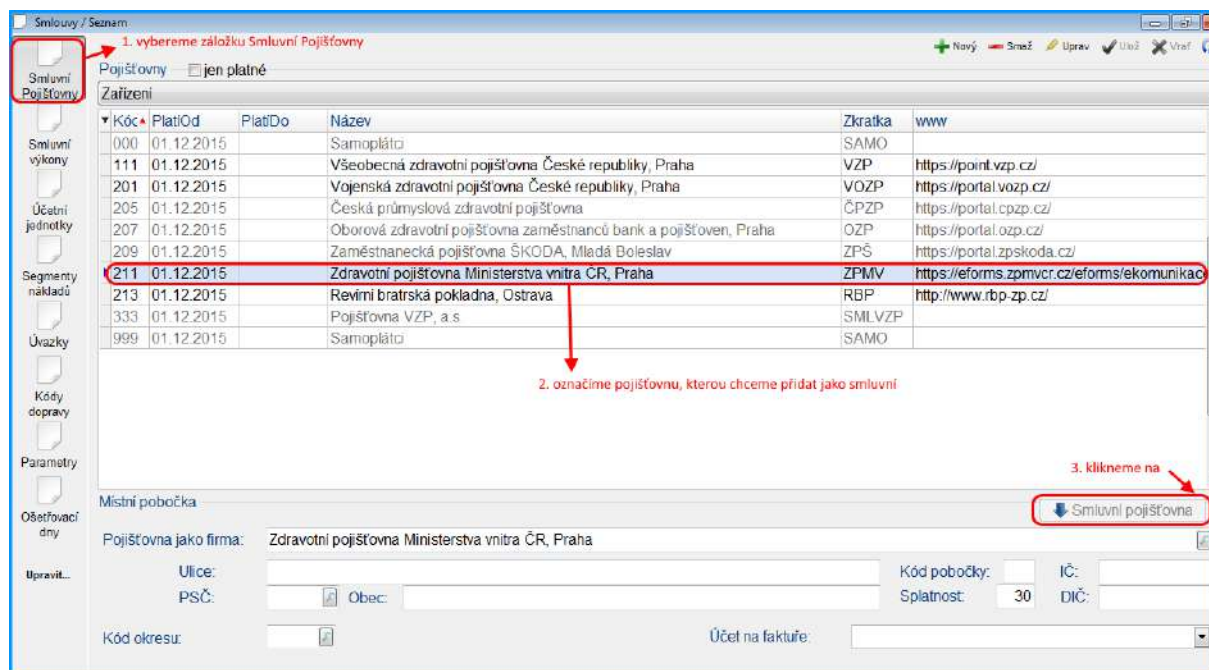 Smlouvy / Seznam
1. vybereme záložku Smluvní Pojišťovny
Nový Smaž Uprav Ulož Vrať
Smluvní
Pojišťovny
Pojišťovny jen platné
Zařízení
Kóc PlatíOd PlatíDo Název Zkratka www
000 01.12.2015 Samoplátci SAMO
111 01.12.2015 Všeobecná zdravotní pojišťovna České republiky, Praha VZP https://point.vzp.cz/
201 01.12.2015 Vojenská zdravotní pojišťovna České republiky, Praha VOZP https://portal.vozp.cz/
205 01.12.2015 Česká průmyslová zdravotní pojišťovna ČPZP https://portal.cpzp.cz/
207 01.12.2015 Oborová zdravotní pojišťovna zaměstnanců bank a pojišťoven, Praha OZP https://portal.ozp.cz/
209 01.12.2015 Zaměstnanecká pojišťovna ŠKODA, Mladá Boleslav ZPŠ https://portal.zpskoda.cz/
211 01.12.2015 Zdravotní pojišťovna Ministerstva vnitra ČR, Praha ZPMV https://eforms.zpmvcr.cz/eforms/ekomunikac
213 01.12.2015 Revírní bratrská pokladna, Ostrava RBP http://www.rbp-zp.cz/
333 01.12.2015 Pojišťovna VZP, a.s SMLVZP
999 01.12.2015 Samoplátci SAMO
Smluvní
výkony
Účetní
jednotky
Segmenty
nákladů
Úvazky
Kódy
dopravy
Parametry
Ošetřovací
dny
Upravit...
2. označíme pojišťovnu, kterou chceme přidat jako smluvní
3. klikneme na
Místní pobočka
Smluvní pojišťovna
Pojišťovna jako firma: Zdravotní pojišťovna Ministerstva vnitra ČR, Praha
Ulice: Kód pobočky: IČ:
PSČ: Obec: Splatnost: 30 DIČ:
Kód okresu: Účet na faktuře: